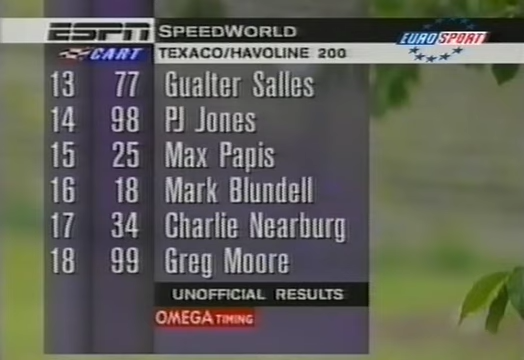 ESPN SPEEDWORLD
EUROSPORT
CART TEXACO/HAVOLINE 200
13 77 Gualter Salles
14 98 PJ Jones
15 25 Max Papis
16 18 Mark Blundell
17 34 Charlie Nearburg
18 99 Greg Moore
UNOFFICIAL RESULTS
OMEGA TIMING